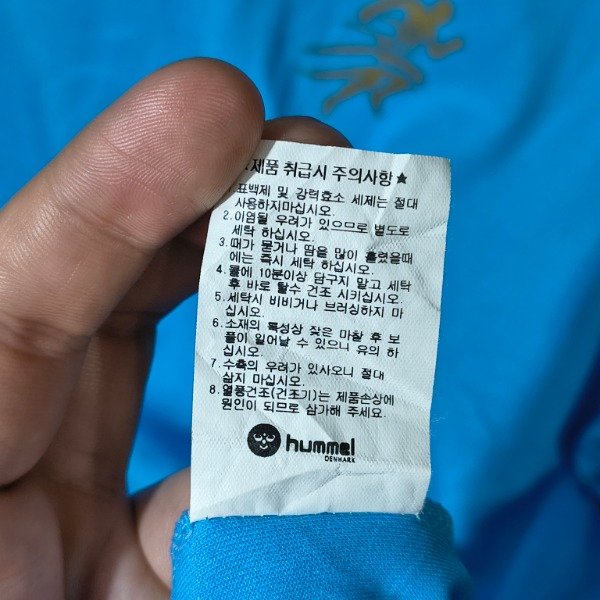 제품 취급시 주의사항 ★
1. 표백제 및 강력효소 세제는 절대
사용하지마십시오.
2. 이염될 우려가 있으므로 별도로
세탁 하십시오.
3. 때가 묻거나 땀을 많이 흘렸을때
에는 즉시 세탁 하십시오.
4. 물에 10분이상 담구지 말고 세탁
후 바로 탈수 건조 시키십시오.
5. 세탁시 비비거나 브러싱하지 마
십시오.
6. 소재의 특성상 잦은 마찰 후 보
풀이 일어날 수 있으니 유의 하
십시오.
7. 수축의 우려가 있사오니 절대
삶지 마십시오.
8. 열풍건조(건조기)는 제품손상에
원인이 되므로 삼가해 주세요.
hummel
DENMARK